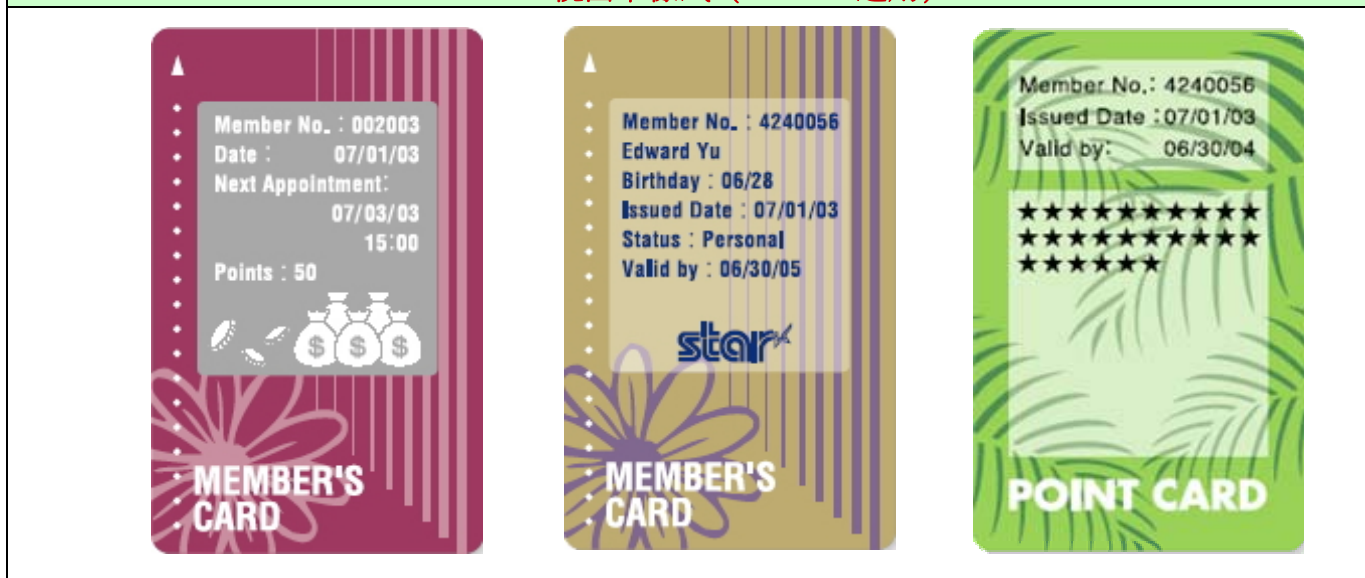 Member No. : 002003
Date : 07/01/03
Next Appointment:
07/03/03
15:00
Points : 50
$ $ $
MEMBER'S
CARD
Member No. : 4240056
Edward Yu
Birthday : 06/28
Issued Date : 07/01/03
Status : Personal
Valid by : 06/30/05
star
MEMBER'S
CARD
Member No.: 4240056
Issued Date :07/01/03
Valid by: 06/30/04
★★★★★★★★★★
★★★★★★★★★★
★★★★★★
POINT CARD